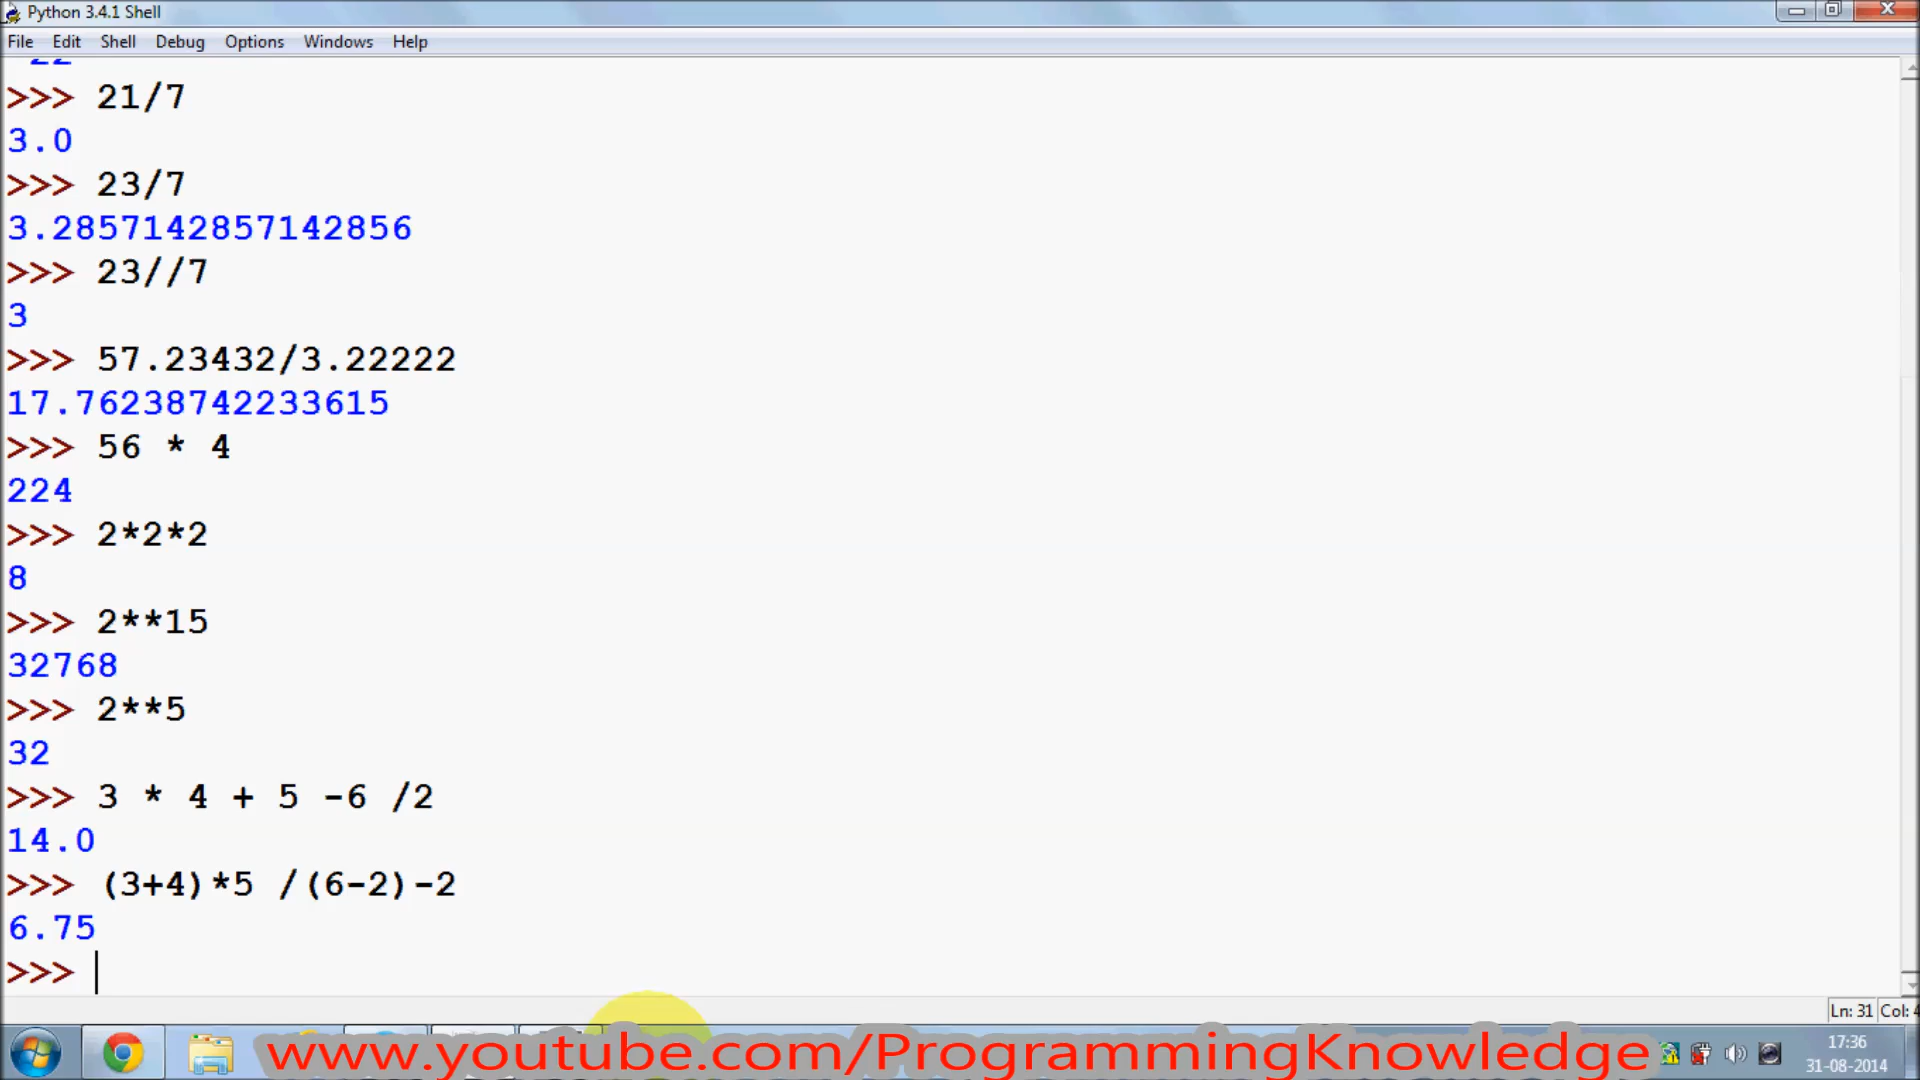 Python 3.4.1 Shell
File Edit Shell Debug Options Windows Help
>>> 21/7
3.0
>>> 23/7
3.2857142857142856
>>> 23//7
3
>>> 57.23432/3.22222
17.76238742233615
>>> 56 * 4
224
>>> 2*2*2
8
>>> 2**15
32768
>>> 2**5
32
>>> 3 * 4 + 5 -6 /2
14.0
>>> (3+4)*5 /(6-2)-2
6.75
>>>
Ln: 31 Col: 4
www.youtube.com/ProgrammingKnowledge
17:36
31-08-2014